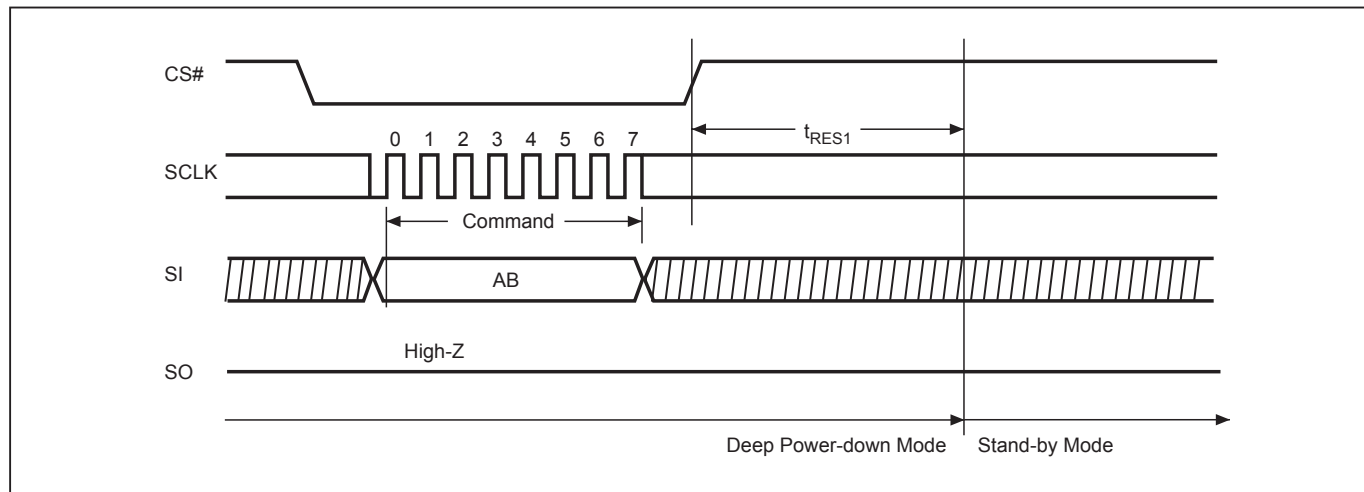 CS#
tRES1
0 1 2 3 4 5 6 7
SCLK
Command
SI
AB
High-Z
SO
Deep Power-down Mode Stand-by Mode